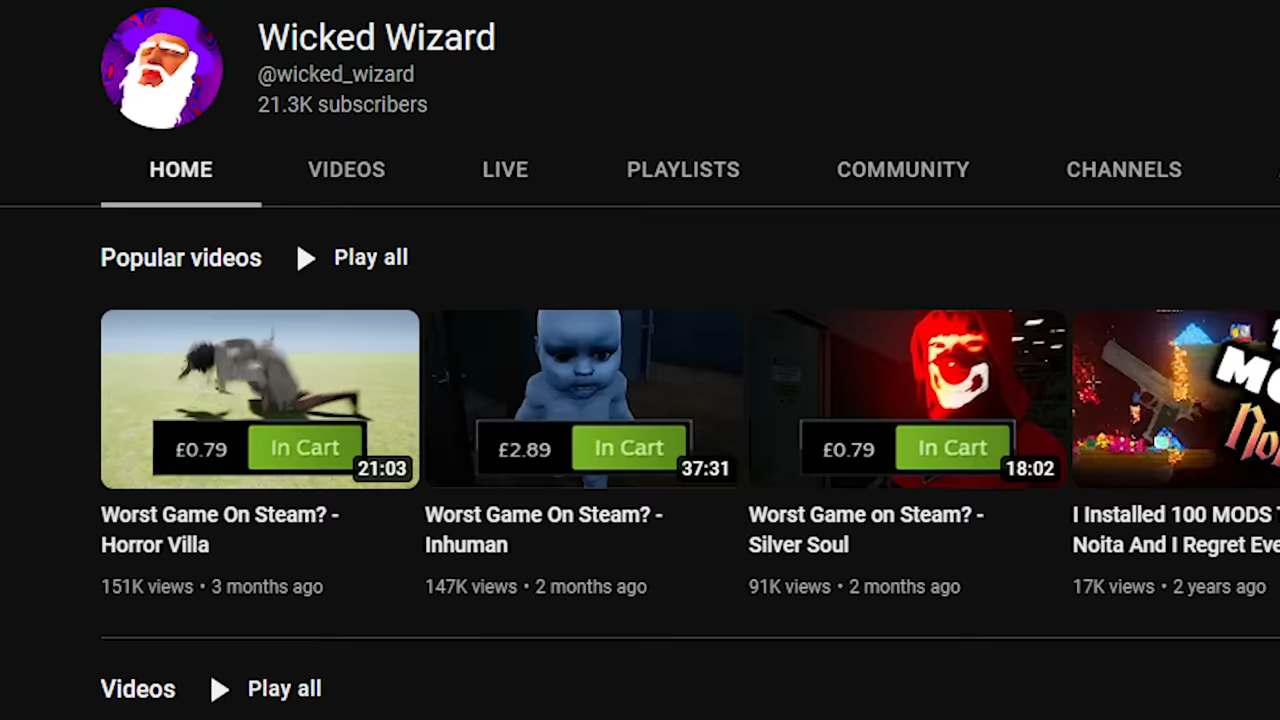 Wicked Wizard
@wicked_wizard
21.3K subscribers
HOME VIDEOS LIVE PLAYLISTS COMMUNITY CHANNELS
Popular videos Play all
£0.79 In Cart 21:03
£2.89 In Cart 37:31
£0.79 In Cart 18:02
Worst Game On Steam? -
Horror Villa
151K views • 3 months ago
Worst Game On Steam? -
Inhuman
147K views • 2 months ago
Worst Game on Steam? -
Silver Soul
91K views • 2 months ago
I Installed 100 MODS
Noita And I Regret
17K views • 2 years ago
Videos Play all